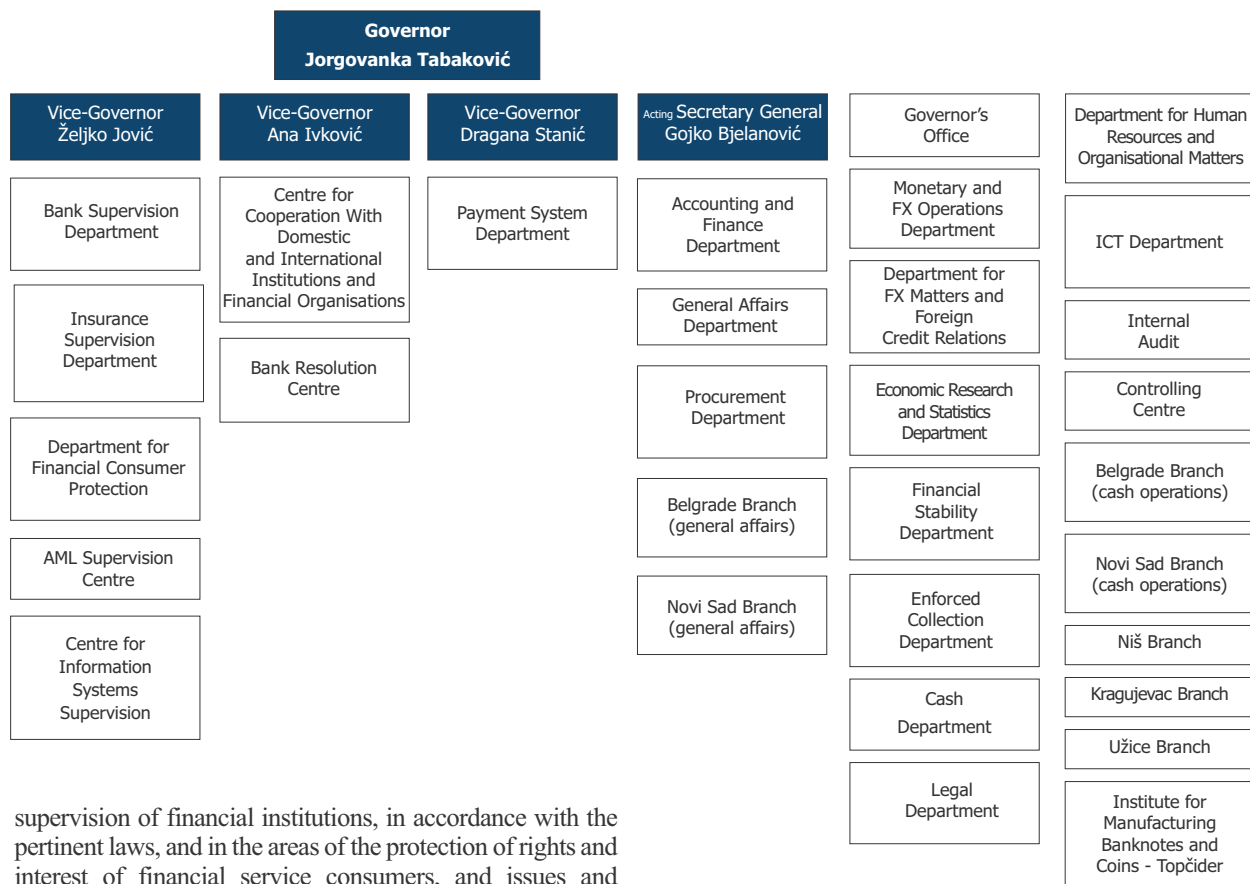 Governor
Jorgovanka Tabaković
Vice-Governor
Željko Jović
Bank Supervision
Department
Insurance
Supervision
Department
Department for
Financial Consumer
Protection
AML Supervision
Centre
Centre for
Information
Systems
Supervision
Vice-Governor
Ana Ivković
Centre for
Cooperation With
Domestic
and International
Institutions and
Financial Organisations
Bank Resolution
Centre
Vice-Governor
Dragana Stanić
Payment System
Department
Acting Secretary General
Gojko Bjelanović
Accounting and
Finance
Department
General Affairs
Department
Procurement
Department
Belgrade Branch
(general affairs)
Novi Sad Branch
(general affairs)
Governor's
Office
Monetary and
FX Operations
Department
Department for
FX Matters and
Foreign
Credit Relations
Economic Research
and Statistics
Department
Financial
Stability
Department
Enforced
Collection
Department
Cash
Department
Legal
Department
Department for Human
Resources and
Organisational Matters
ICT Department
Internal
Audit
Controlling
Centre
Belgrade Branch
(cash operations)
Novi Sad Branch
(cash operations)
Niš Branch
Kragujevac Branch
Užice Branch
Institute for
Manufacturing
Banknotes and
Coins - Topčider
supervision of financial institutions, in accordance with the
pertinent laws, and in the areas of the protection of rights and
interest of financial service consumers, and issues and